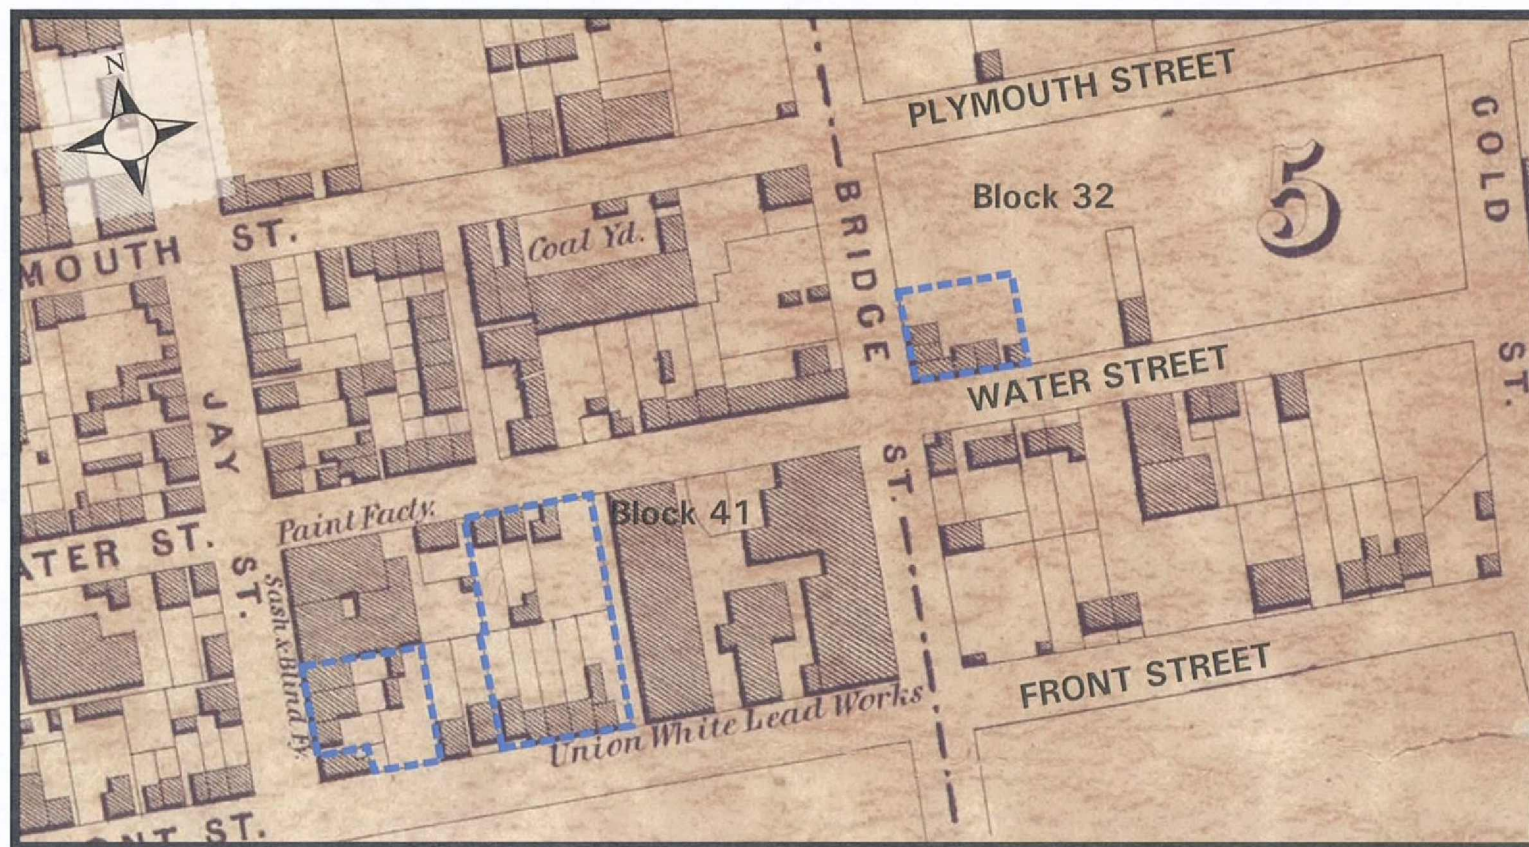 N
PLYMOUTH STREET
GOLD
Block 32
5
BRIDGE
MOUTH ST.
Coal Yd.
WATER STREET
ST.
JAY
ST.
Paint Facty.
Block 41
ATER ST.
ST.
Sash & Blind Fy.
FRONT STREET
Union White Lead Works
ONT ST.